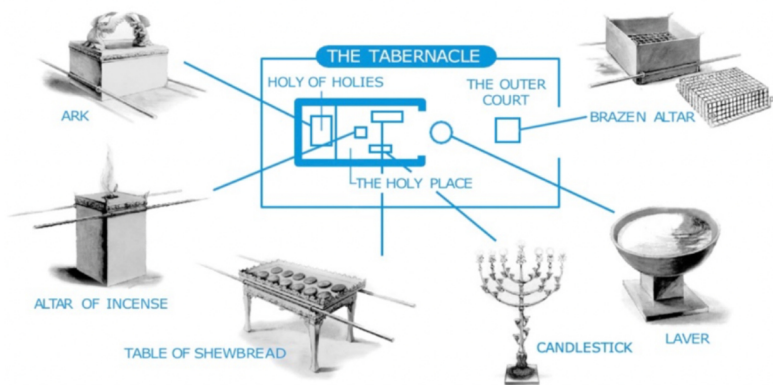 THE TABERNACLE
HOLY OF HOLIES
THE OUTER
COURT
ARK
BRAZEN ALTAR
THE HOLY PLACE
ALTAR OF INCENSE
TABLE OF SHEWBREAD
CANDLESTICK
LAVER